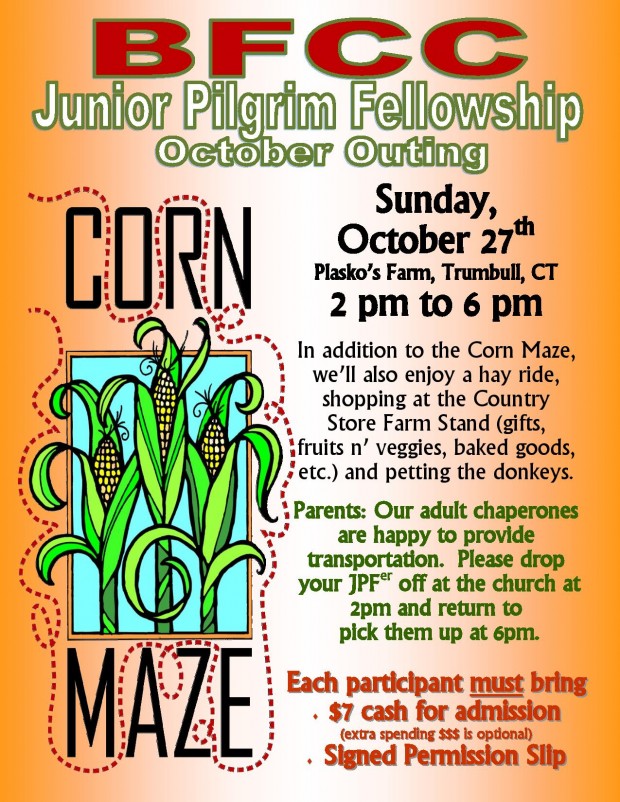 BFCC
Junior Pilgrim Fellowship
October Outing
CORN
MAZE
Sunday,
October 27th
Plasko's Farm, Trumbull, CT
2 pm to 6 pm
In addition to the Corn Maze,
we'll also enjoy a hay ride,
shopping at the Country
Store Farm Stand (gifts,
fruits n' veggies, baked goods,
etc.) and petting the donkeys.
Parents: Our adult chaperones
are happy to provide
transportation. Please drop
your JPFer off at the church at
2pm and return to
pick them up at 6pm.
Each participant must bring
⬧ $7 cash for admission
(extra spending $$$ is optional)
⬧ Signed Permission Slip